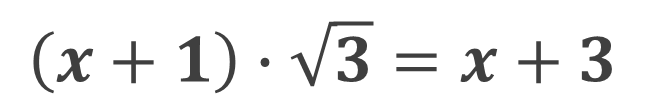 (x + 1) · √3 = x + 3